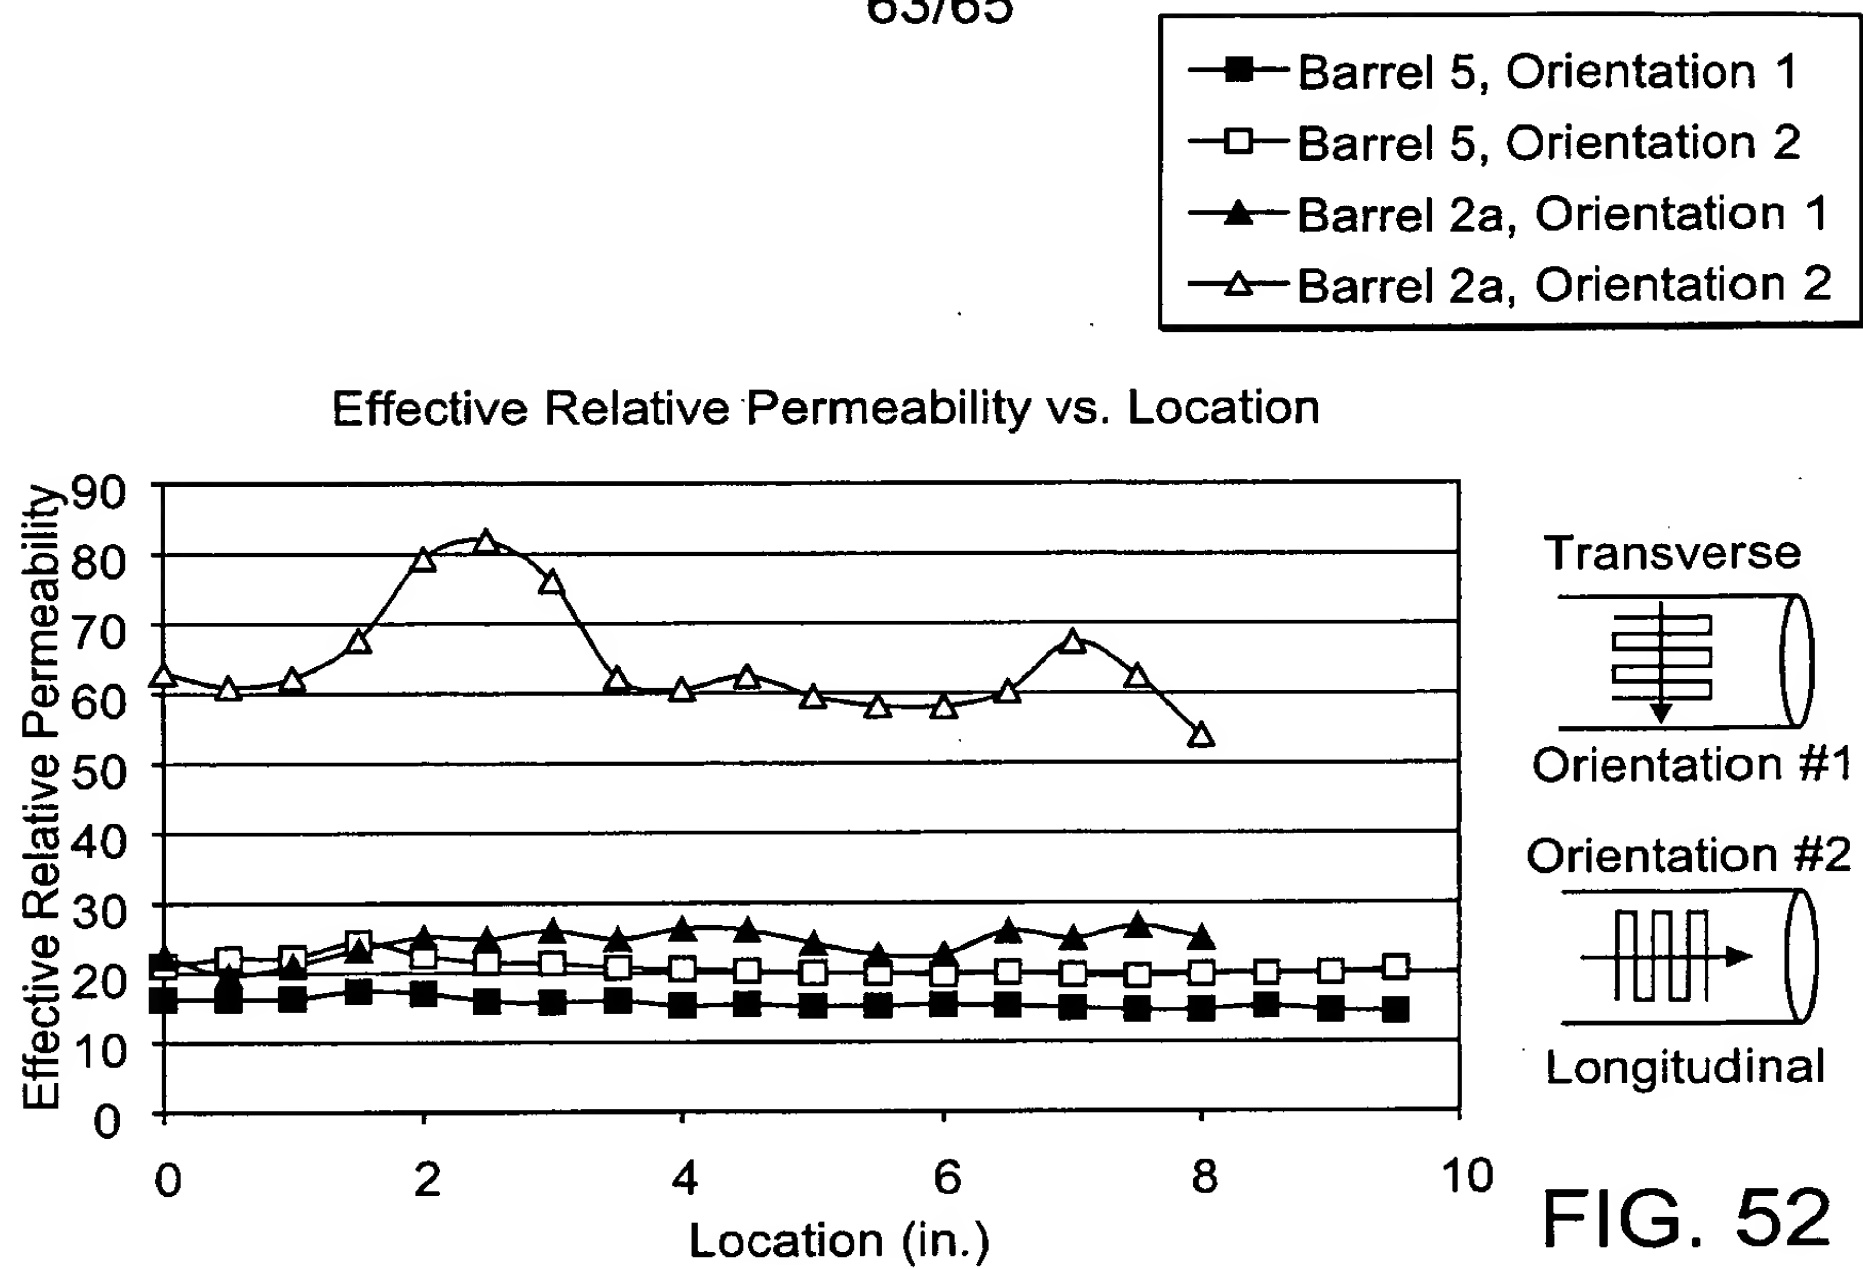 63/65
Barrel 5, Orientation 1
Barrel 5, Orientation 2
Barrel 2a, Orientation 1
Barrel 2a, Orientation 2
Effective Relative Permeability vs. Location
Effective Relative Permeability
90
80
70
60
50
40
30
20
10
0
0 2 4 6 8 10
Location (in.)
Transverse
Orientation #1
Orientation #2
Longitudinal
FIG. 52